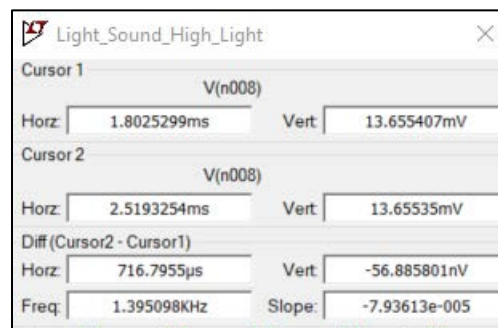 Light_Sound_High_Light
Cursor 1
V(n008)
Horz: 1.8025299ms Vert: 13.655407mV
Cursor 2
V(n008)
Horz: 2.5193254ms Vert: 13.65535mV
Diff (Cursor2 - Cursor1)
Horz: 716.7955µs Vert: -56.885801nV
Freq: 1.395098KHz Slope: -7.93613e-005